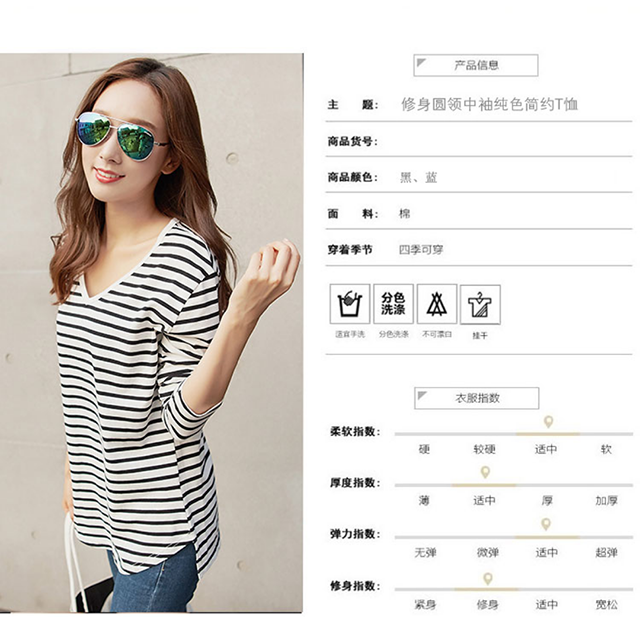 产品信息
主 题: 修身圆领中袖纯色简约T恤
商品货号:
商品颜色: 黑、蓝
面 料: 棉
穿着季节 四季可穿
分色
洗涤
适宜手洗 分色洗涤 不可漂白 挂干
衣服指数
柔软指数:
硬 较硬 适中 软
厚度指数:
薄 适中 厚 加厚
弹力指数:
无弹 微弹 适中 超弹
修身指数:
紧身 修身 适中 宽松